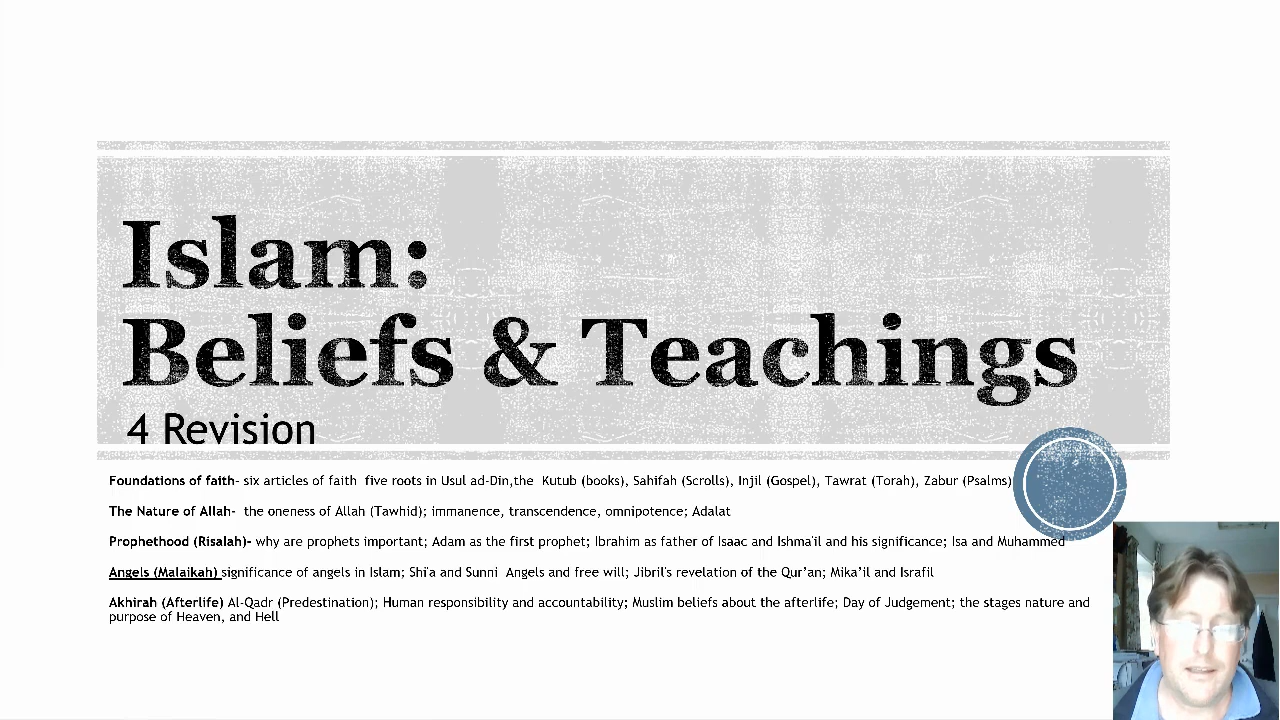 Islam:
Beliefs & Teachings
4 Revision
Foundations of faith- six articles of faith five roots in Usul ad-Din,the Kutub (books), Sahifah (Scrolls), Injil (Gospel), Tawrat (Torah), Zabur (Psalms)
The Nature of Allah- the oneness of Allah (Tawhid); immanence, transcendence, omnipotence; Adalat
Prophethood (Risalah)- why are prophets important; Adam as the first prophet; Ibrahim as father of Isaac and Ishma'il and his significance; Isa and Muhammed
Angels (Malaikah) significance of angels in Islam; Shi'a and Sunni Angels and free will; Jibril's revelation of the Qur’an; Mika’il and Israfil
Akhirah (Afterlife) Al-Qadr (Predestination); Human responsibility and accountability; Muslim beliefs about the afterlife; Day of Judgement; the stages nature and
purpose of Heaven, and Hell